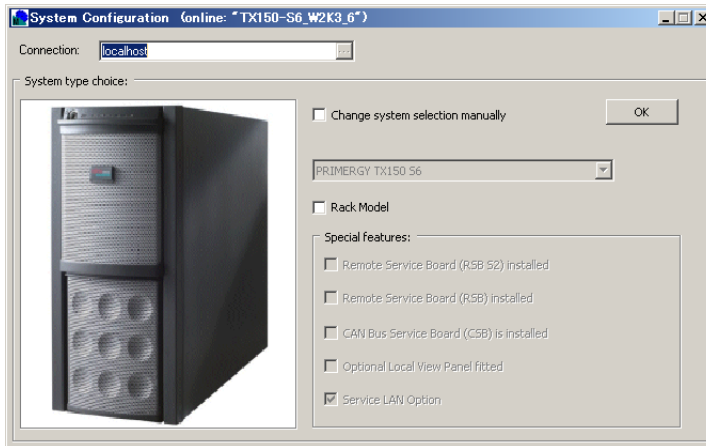 System Configuration (online: "TX150-S6_W2K3_6")
Connection:
localhost
...
System type choice:
Change system selection manually
OK
PRIMERGY TX150 S6
Rack Model
Special features:
Remote Service Board (RSB S2) installed
Remote Service Board (RSB) installed
CAN Bus Service Board (CSB) is installed
Optional Local View Panel fitted
Service LAN Option